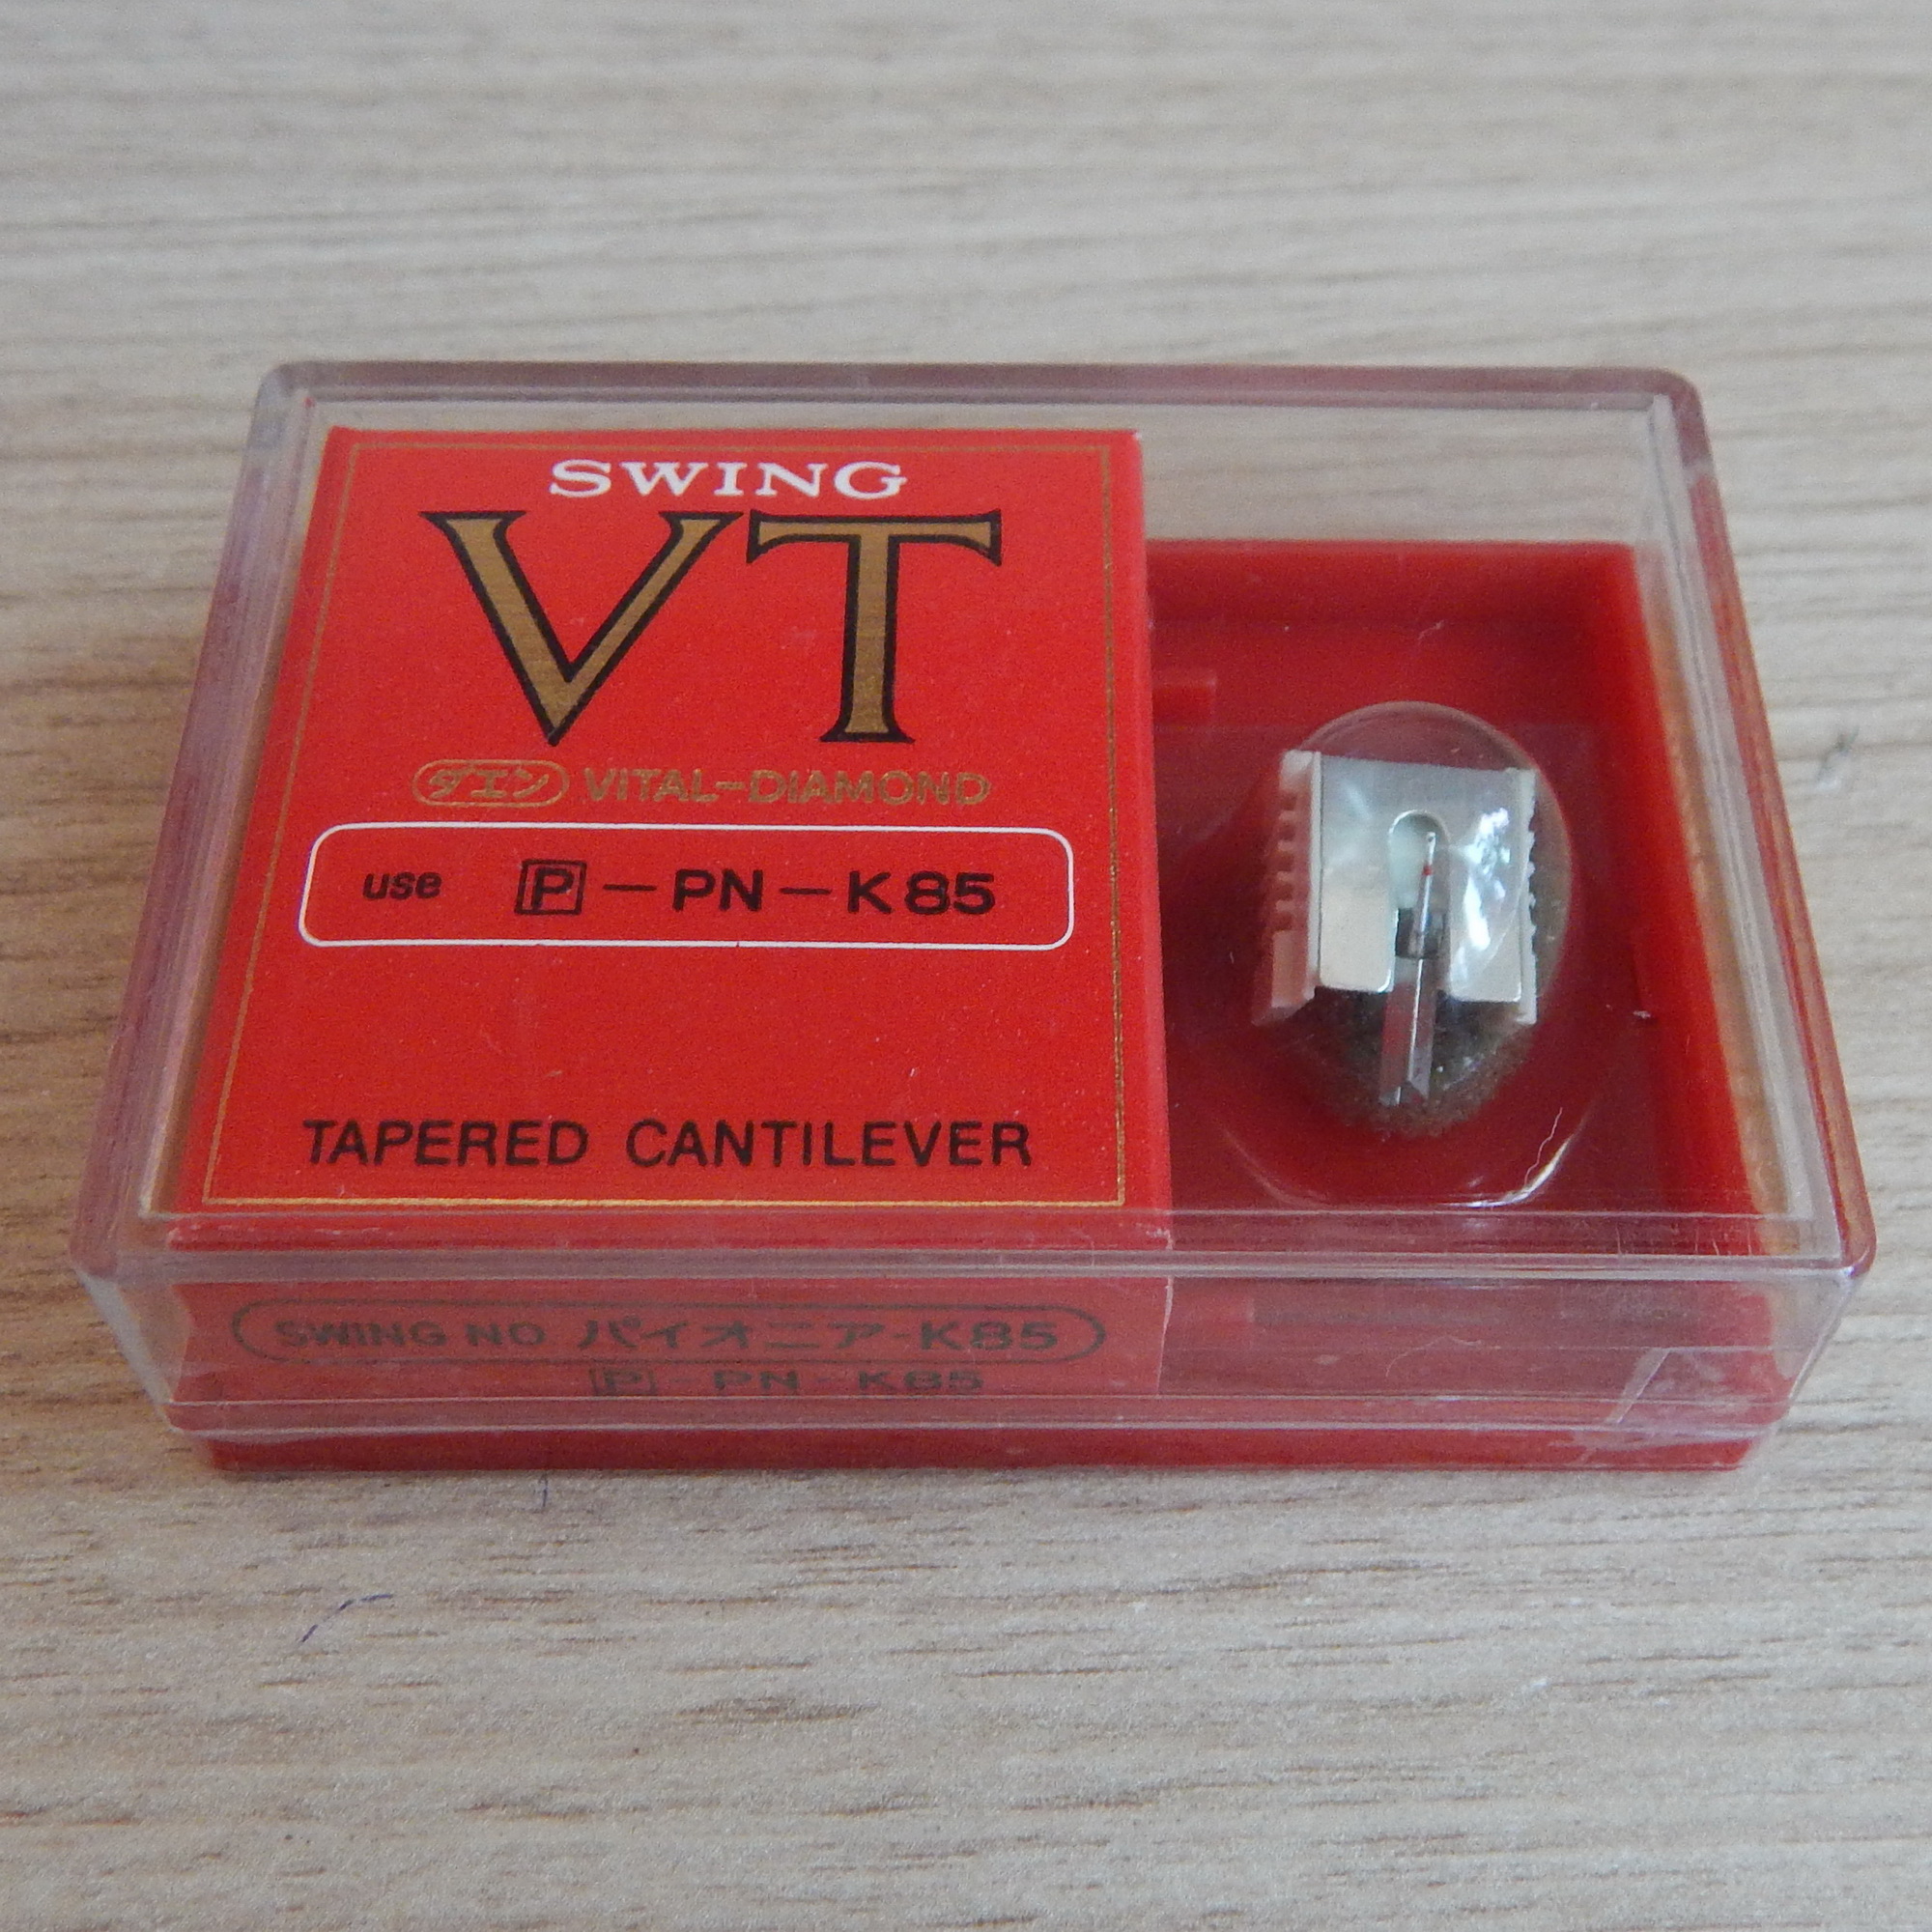 SWING
VT
ダエン VITAL-DIAMOND
use P-PN-K85
TAPERED CANTILEVER
SWING NO パイオニア-K85
P-PN-K85